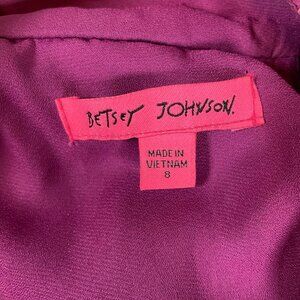 BETSEY JOHNSON.
MADE IN
VIETNAM
8